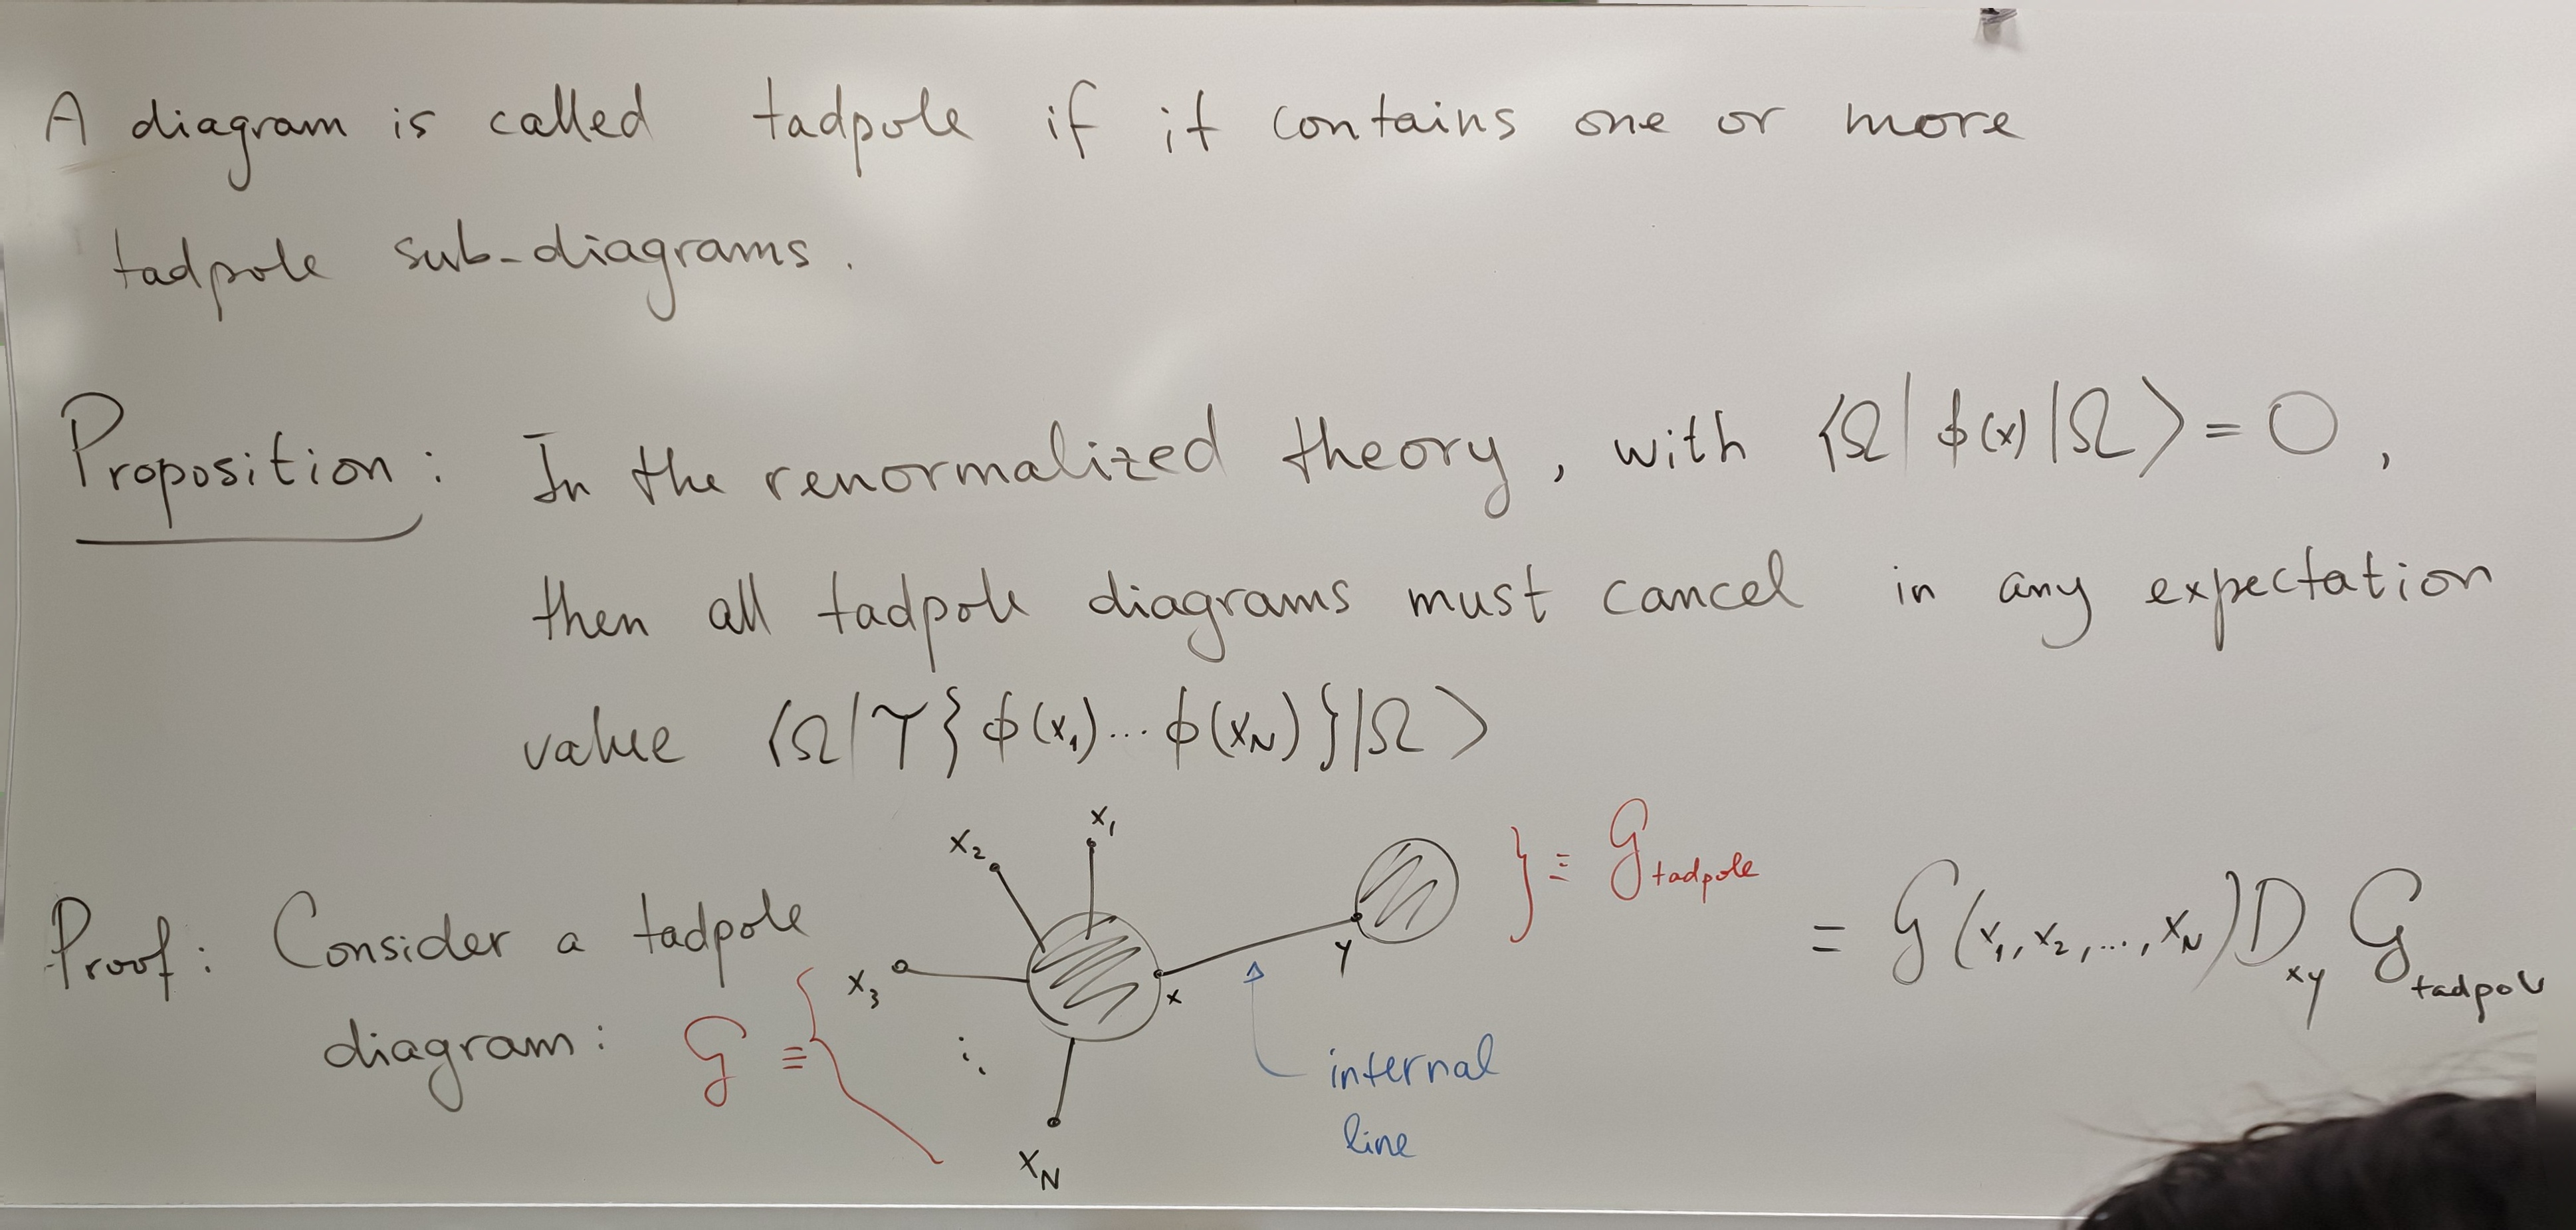 A diagram is called tadpole if it contains one or more
tadpole sub-diagrams.
Proposition: In the renormalized theory, with ⟨Ω|ϕ(x)|Ω⟩ = 0,
then all tadpole diagrams must cancel in any expectation
value ⟨Ω|T{ϕ(x₁)...ϕ(x_N)}|Ω⟩
Proof: Consider a tadpole
diagram:
G ≡ {
x₁
x₂
x₃
⋱
x_N
x
y
internal
line
} ≡ G_tadpole
= G(x₁, x₂, ..., x_N) D_xy G_tadpole